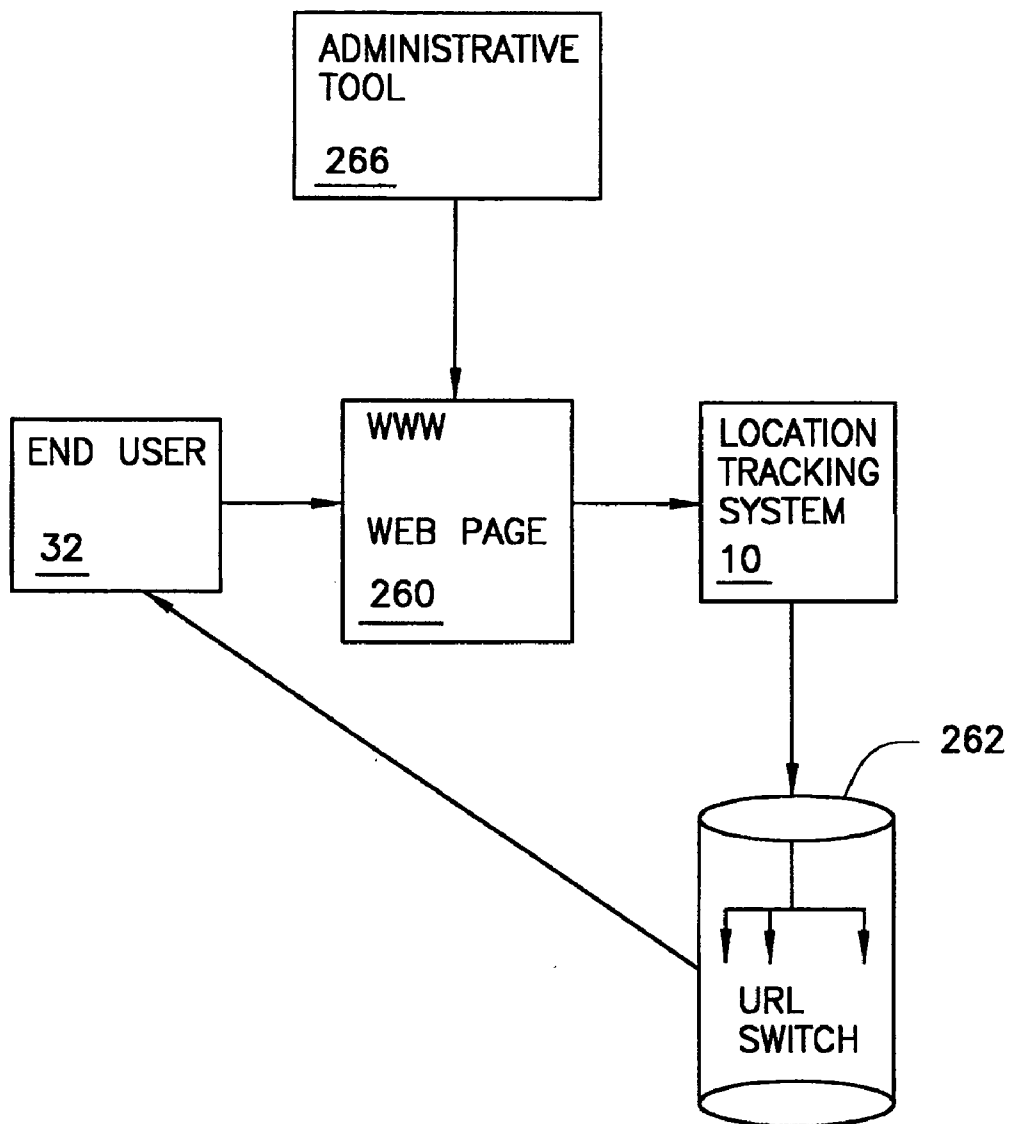 ADMINISTRATIVE
TOOL
266
END USER
32
WWW
WEB PAGE
260
LOCATION
TRACKING
SYSTEM
10
262
URL
SWITCH